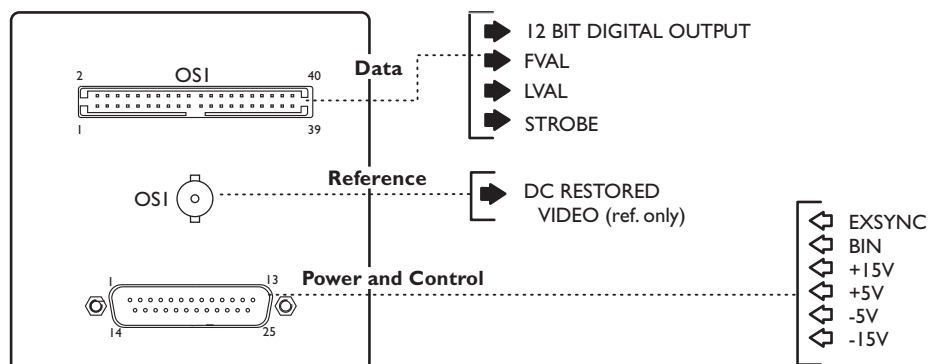 12 BIT DIGITAL OUTPUT
FVAL
LVAL
STROBE
Data
2 OS1 40
1 39
Reference
OS1
DC RESTORED
VIDEO (ref. only)
Power and Control
1 13
14 25
EXSYNC
BIN
+15V
+5V
-5V
-15V